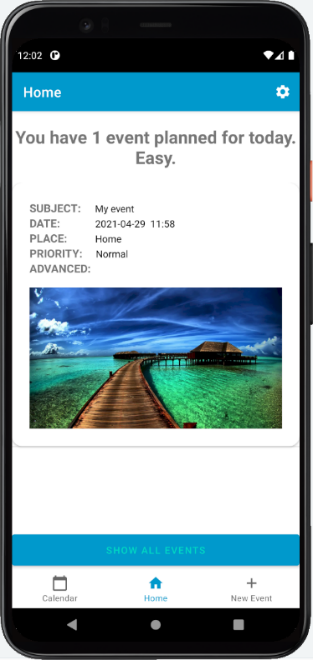 12:02
Home
You have 1 event planned for today.
Easy.
SUBJECT: My event
DATE: 2021-04-29 11:58
PLACE: Home
PRIORITY: Normal
ADVANCED:
SHOW ALL EVENTS
Calendar Home New Event